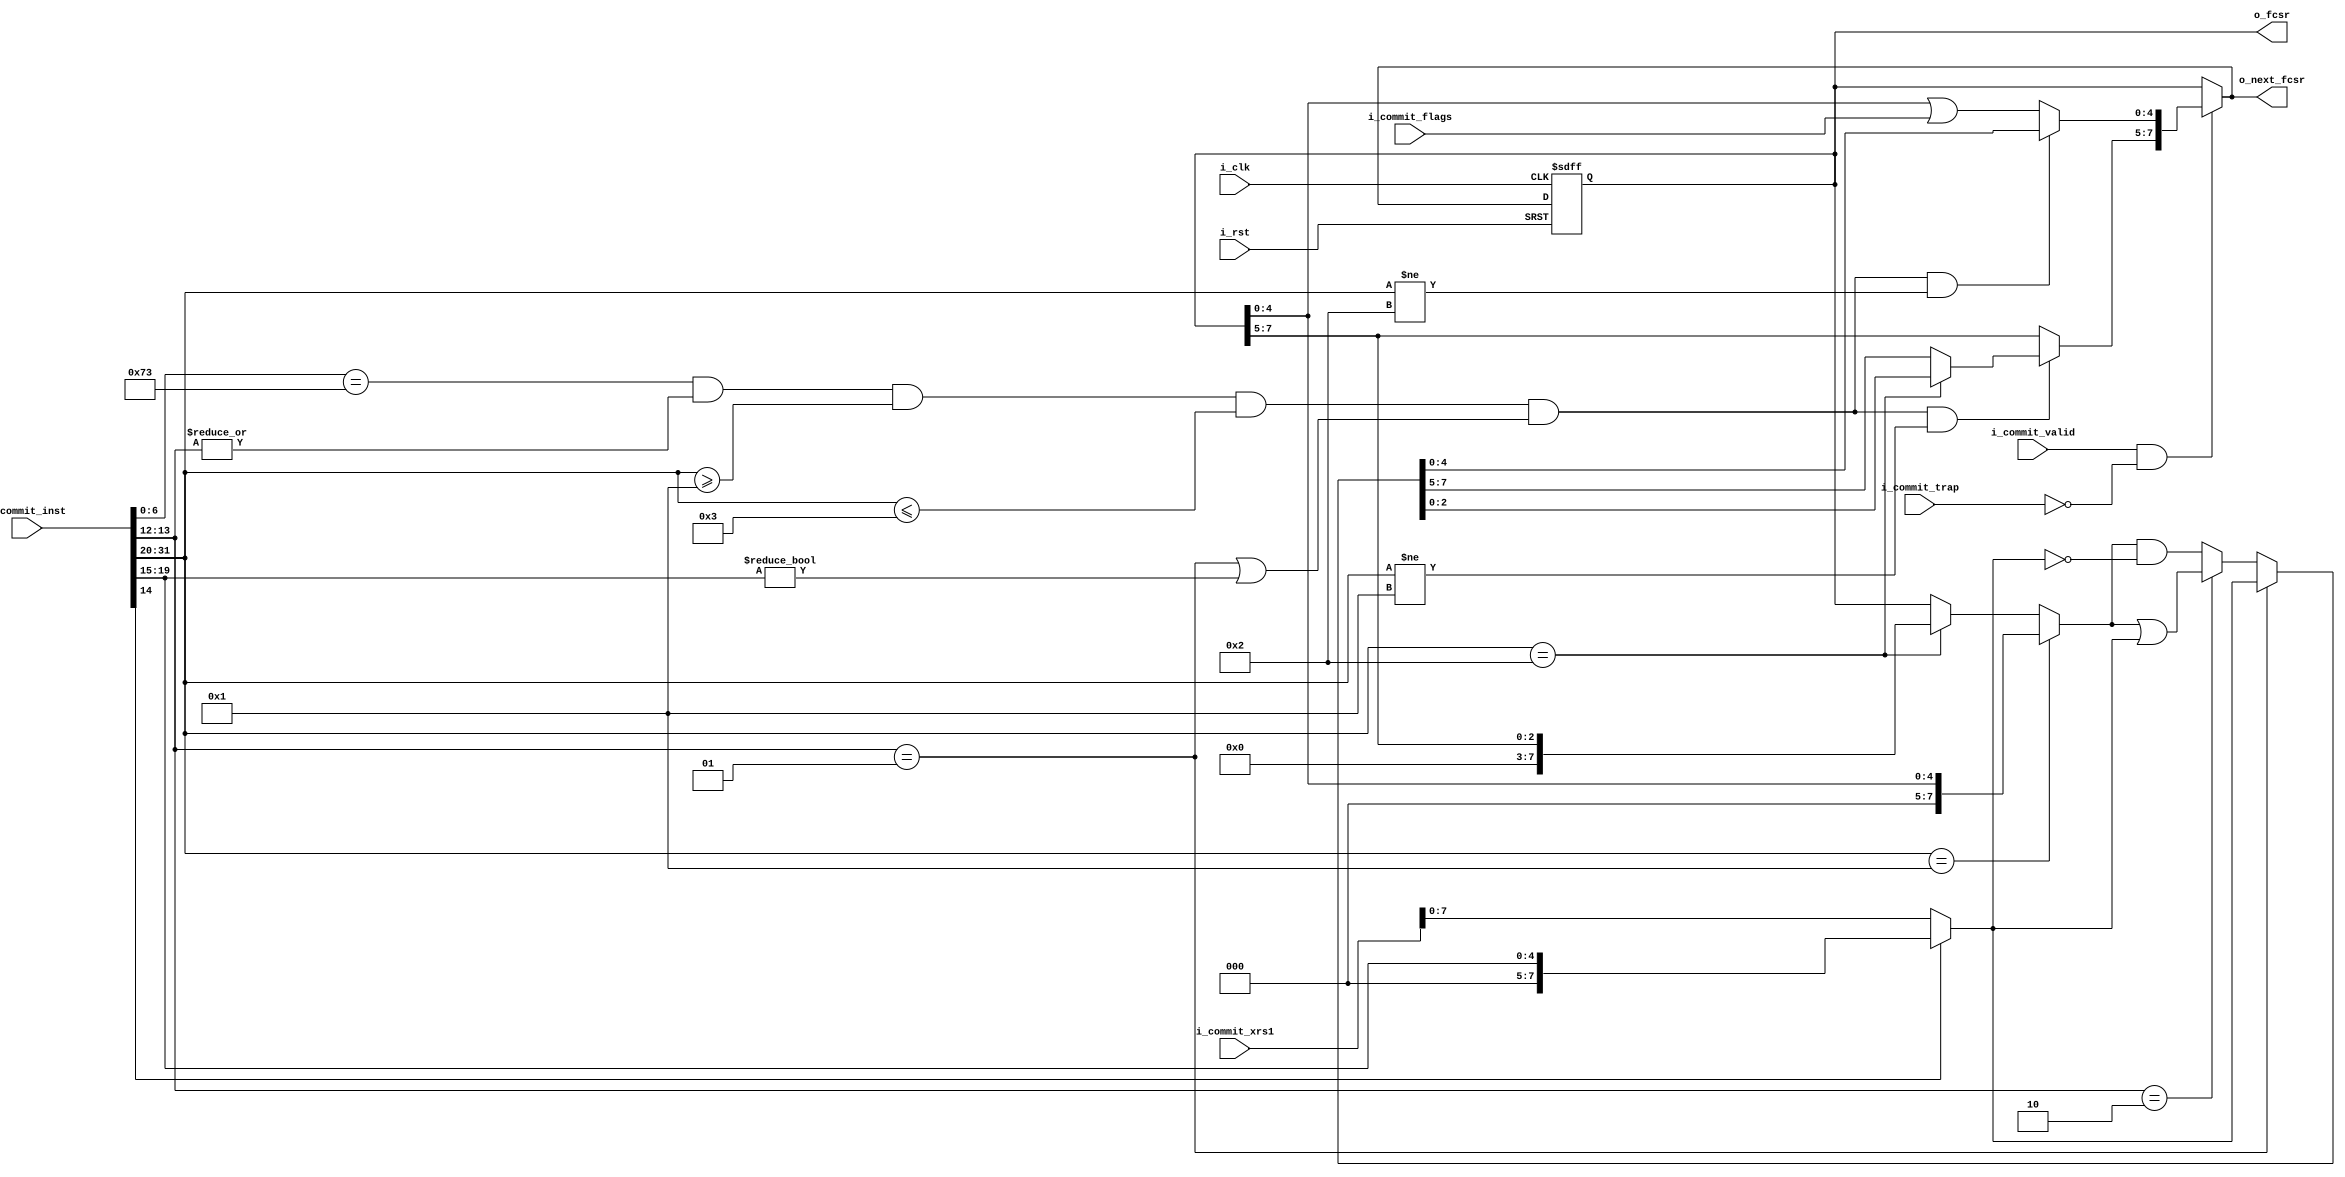 o_fcsr
o_next_fcsr
0:4
5:7
i_commit_flags
i_clk
CLK
$sdff
Q
D
i_rst
SRST
0:4
5:7
A
$ne
Y
0x2
B
i_commit_valid
0x73
=
0:4
5:7
0:2
i_commit_trap
A
$reduce_or
Y
⩾
0x1
commit_inst
0:6
12:13
20:31
15:19
14
0x3
⩽
A
$reduce_bool
Y
A
$ne
Y
B
0x2
=
0x1
0:2
0x0
3:7
=
01
0:4
000
5:7
=
0:7
0:4
000
5:7
i_commit_xrs1
=
10